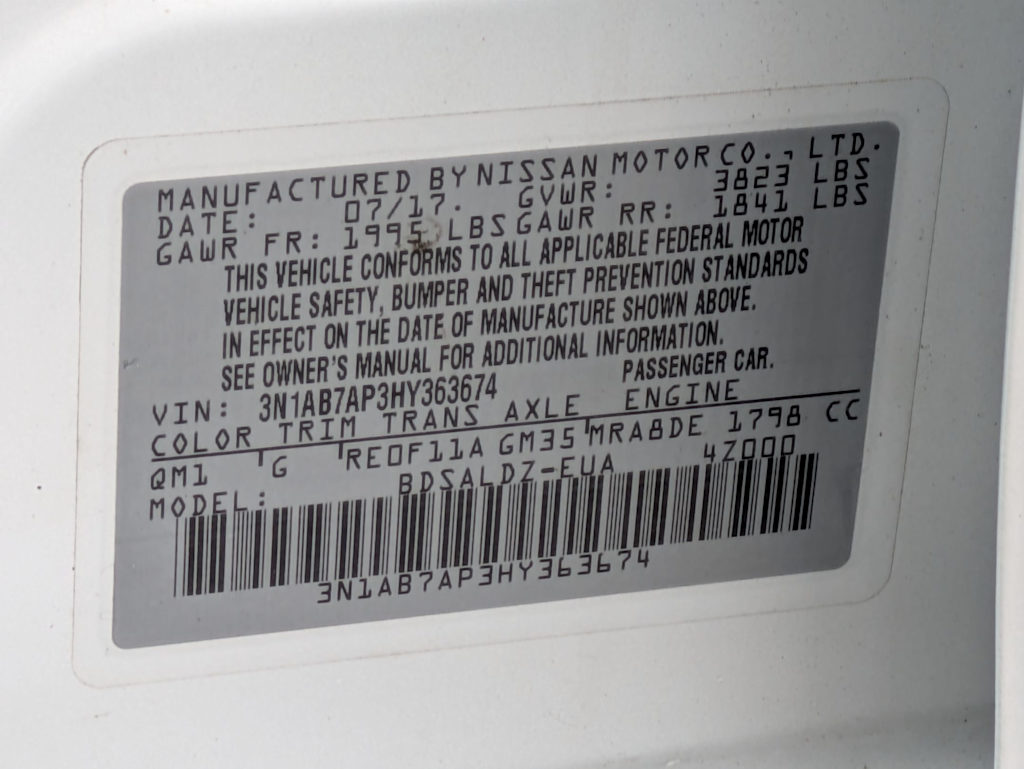 MANUFACTURED BY NISSAN MOTOR CO., LTD.
DATE: 07/17. GVWR: 3823 LBS
GAWR FR: 1995 LBS GAWR RR: 1841 LBS
THIS VEHICLE CONFORMS TO ALL APPLICABLE FEDERAL MOTOR
VEHICLE SAFETY, BUMPER AND THEFT PREVENTION STANDARDS
IN EFFECT ON THE DATE OF MANUFACTURE SHOWN ABOVE.
SEE OWNER'S MANUAL FOR ADDITIONAL INFORMATION.
VIN: 3N1AB7AP3HY363674 PASSENGER CAR.
COLOR TRIM TRANS AXLE ENGINE
QM1 G RE0F11A GM35 MRA8DE 1798 CC
MODEL: BDSALDZ-EUA 4Z000
3N1AB7AP3HY363674